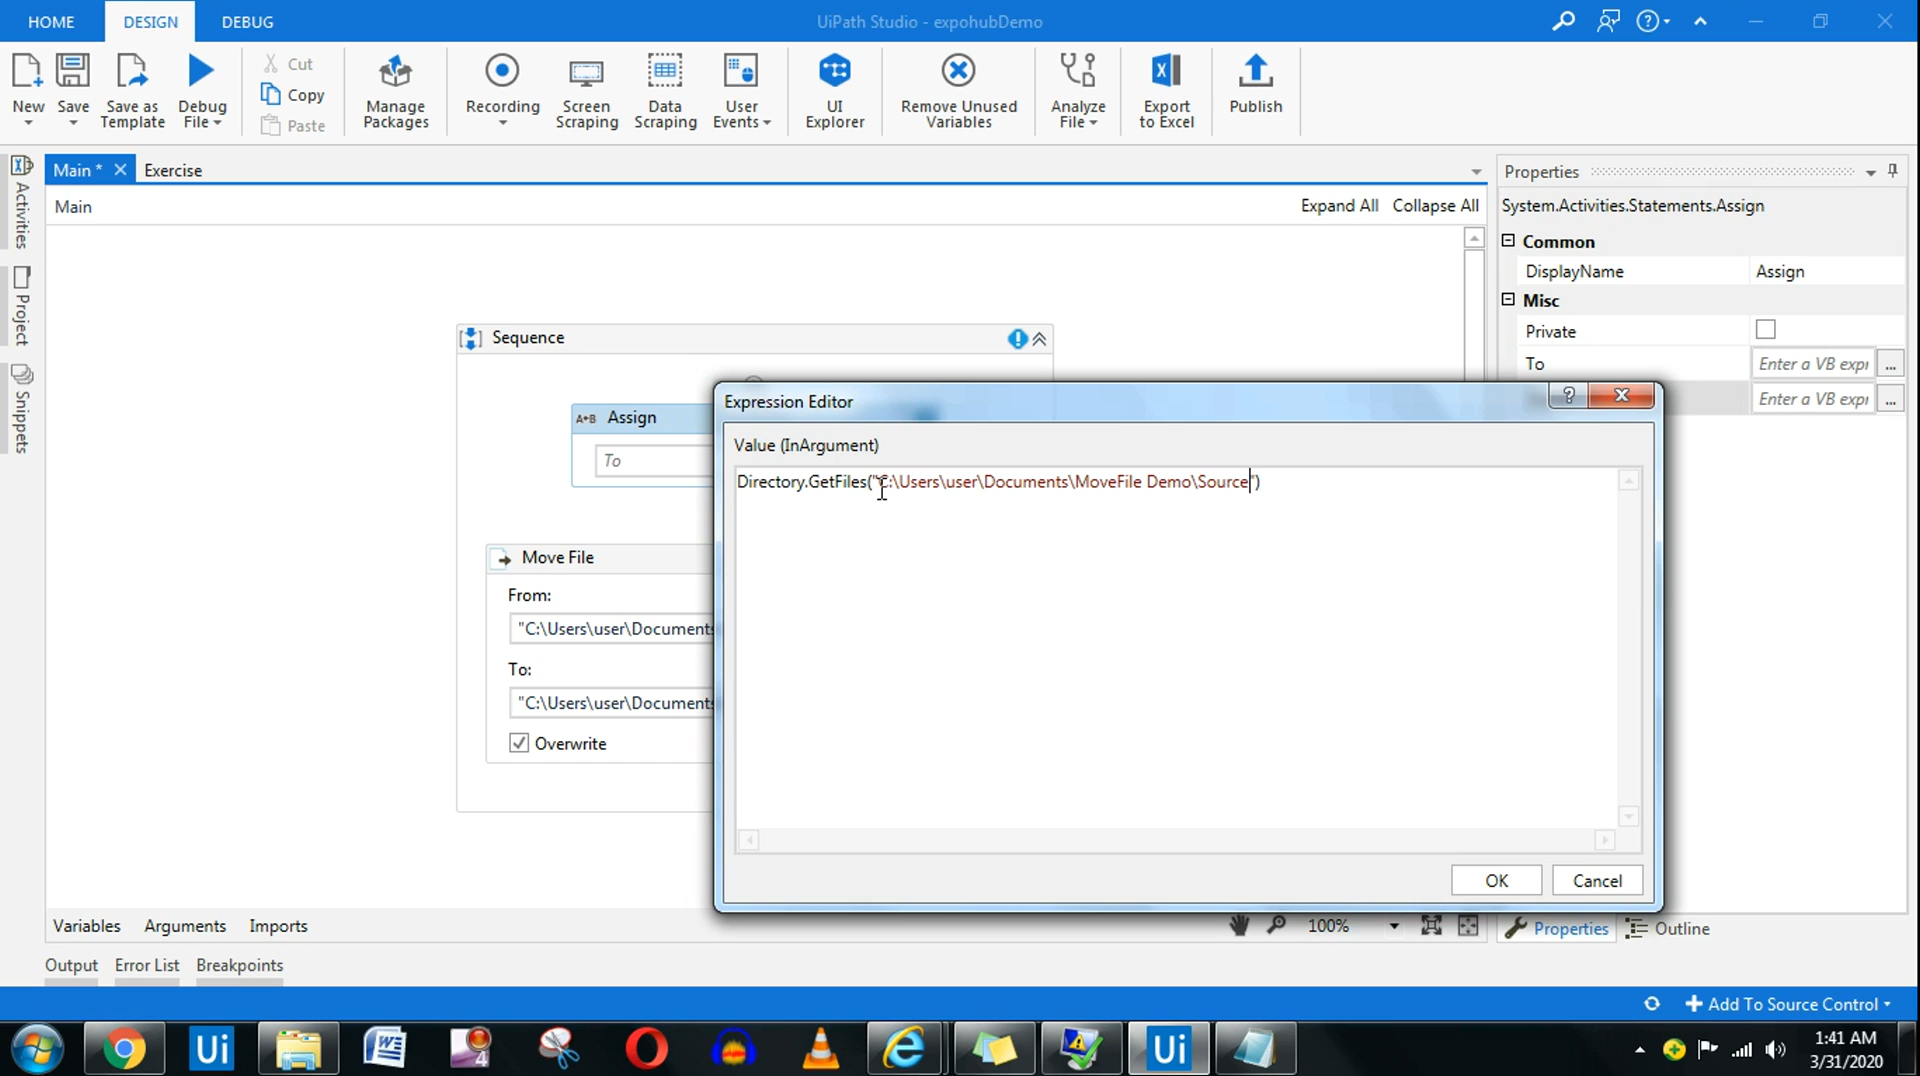 HOME DESIGN DEBUG UiPath Studio - expohubDemo
New Save Save as Template Debug File Cut Copy Paste Manage Packages Recording Screen Scraping Data Scraping User Events UI Explorer Remove Unused Variables Analyze File Export to Excel Publish
Main * Exercise Properties
Main Expand All Collapse All System.Activities.Statements.Assign
Activities
Project
Snippets
Common
DisplayName Assign
Misc
Private
To Enter a VB expr ...
Enter a VB expr ...
Sequence
A+B Assign
To
Move File
From:
"C:\Users\user\Documents
To:
"C:\Users\user\Documents
Overwrite
Expression Editor ?
Value (InArgument)
Directory.GetFiles("C:\Users\user\Documents\MoveFile Demo\Source")
OK Cancel
Variables Arguments Imports 100% Properties Outline
Output Error List Breakpoints
Add To Source Control
Ui 4 Ui
1:41 AM
3/31/2020